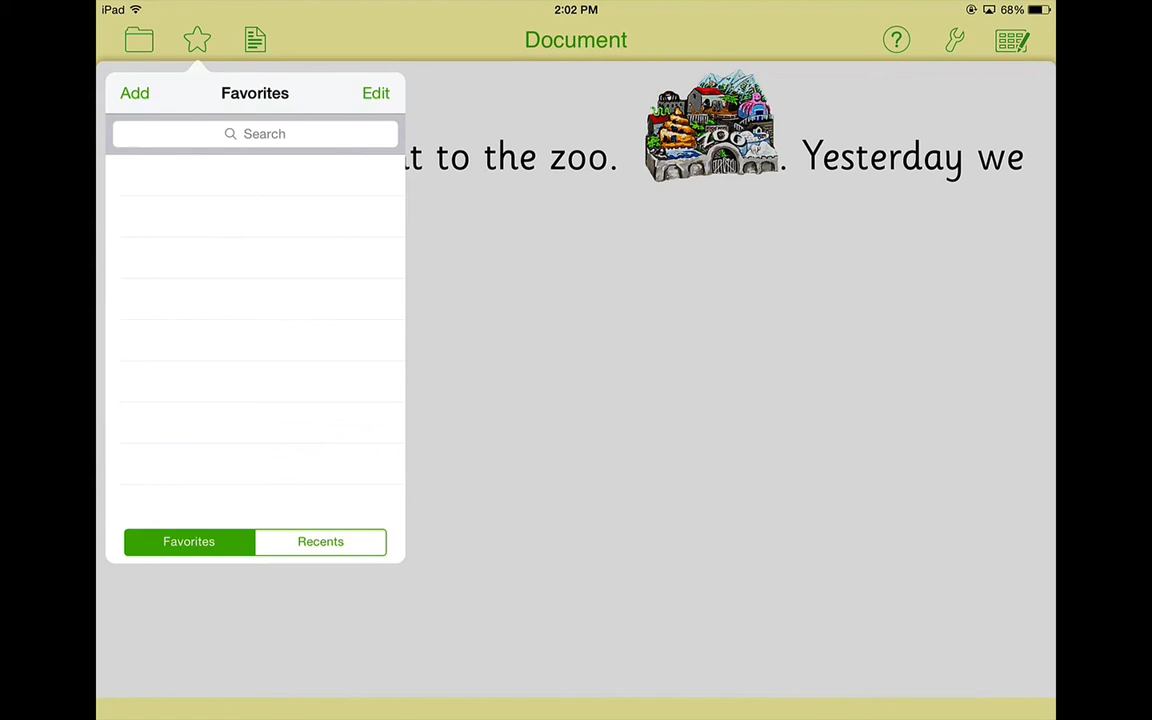 iPad 2:02 PM 68%
Document
Add Favorites Edit
Search
t to the zoo. ZOO . Yesterday we
Favorites Recents